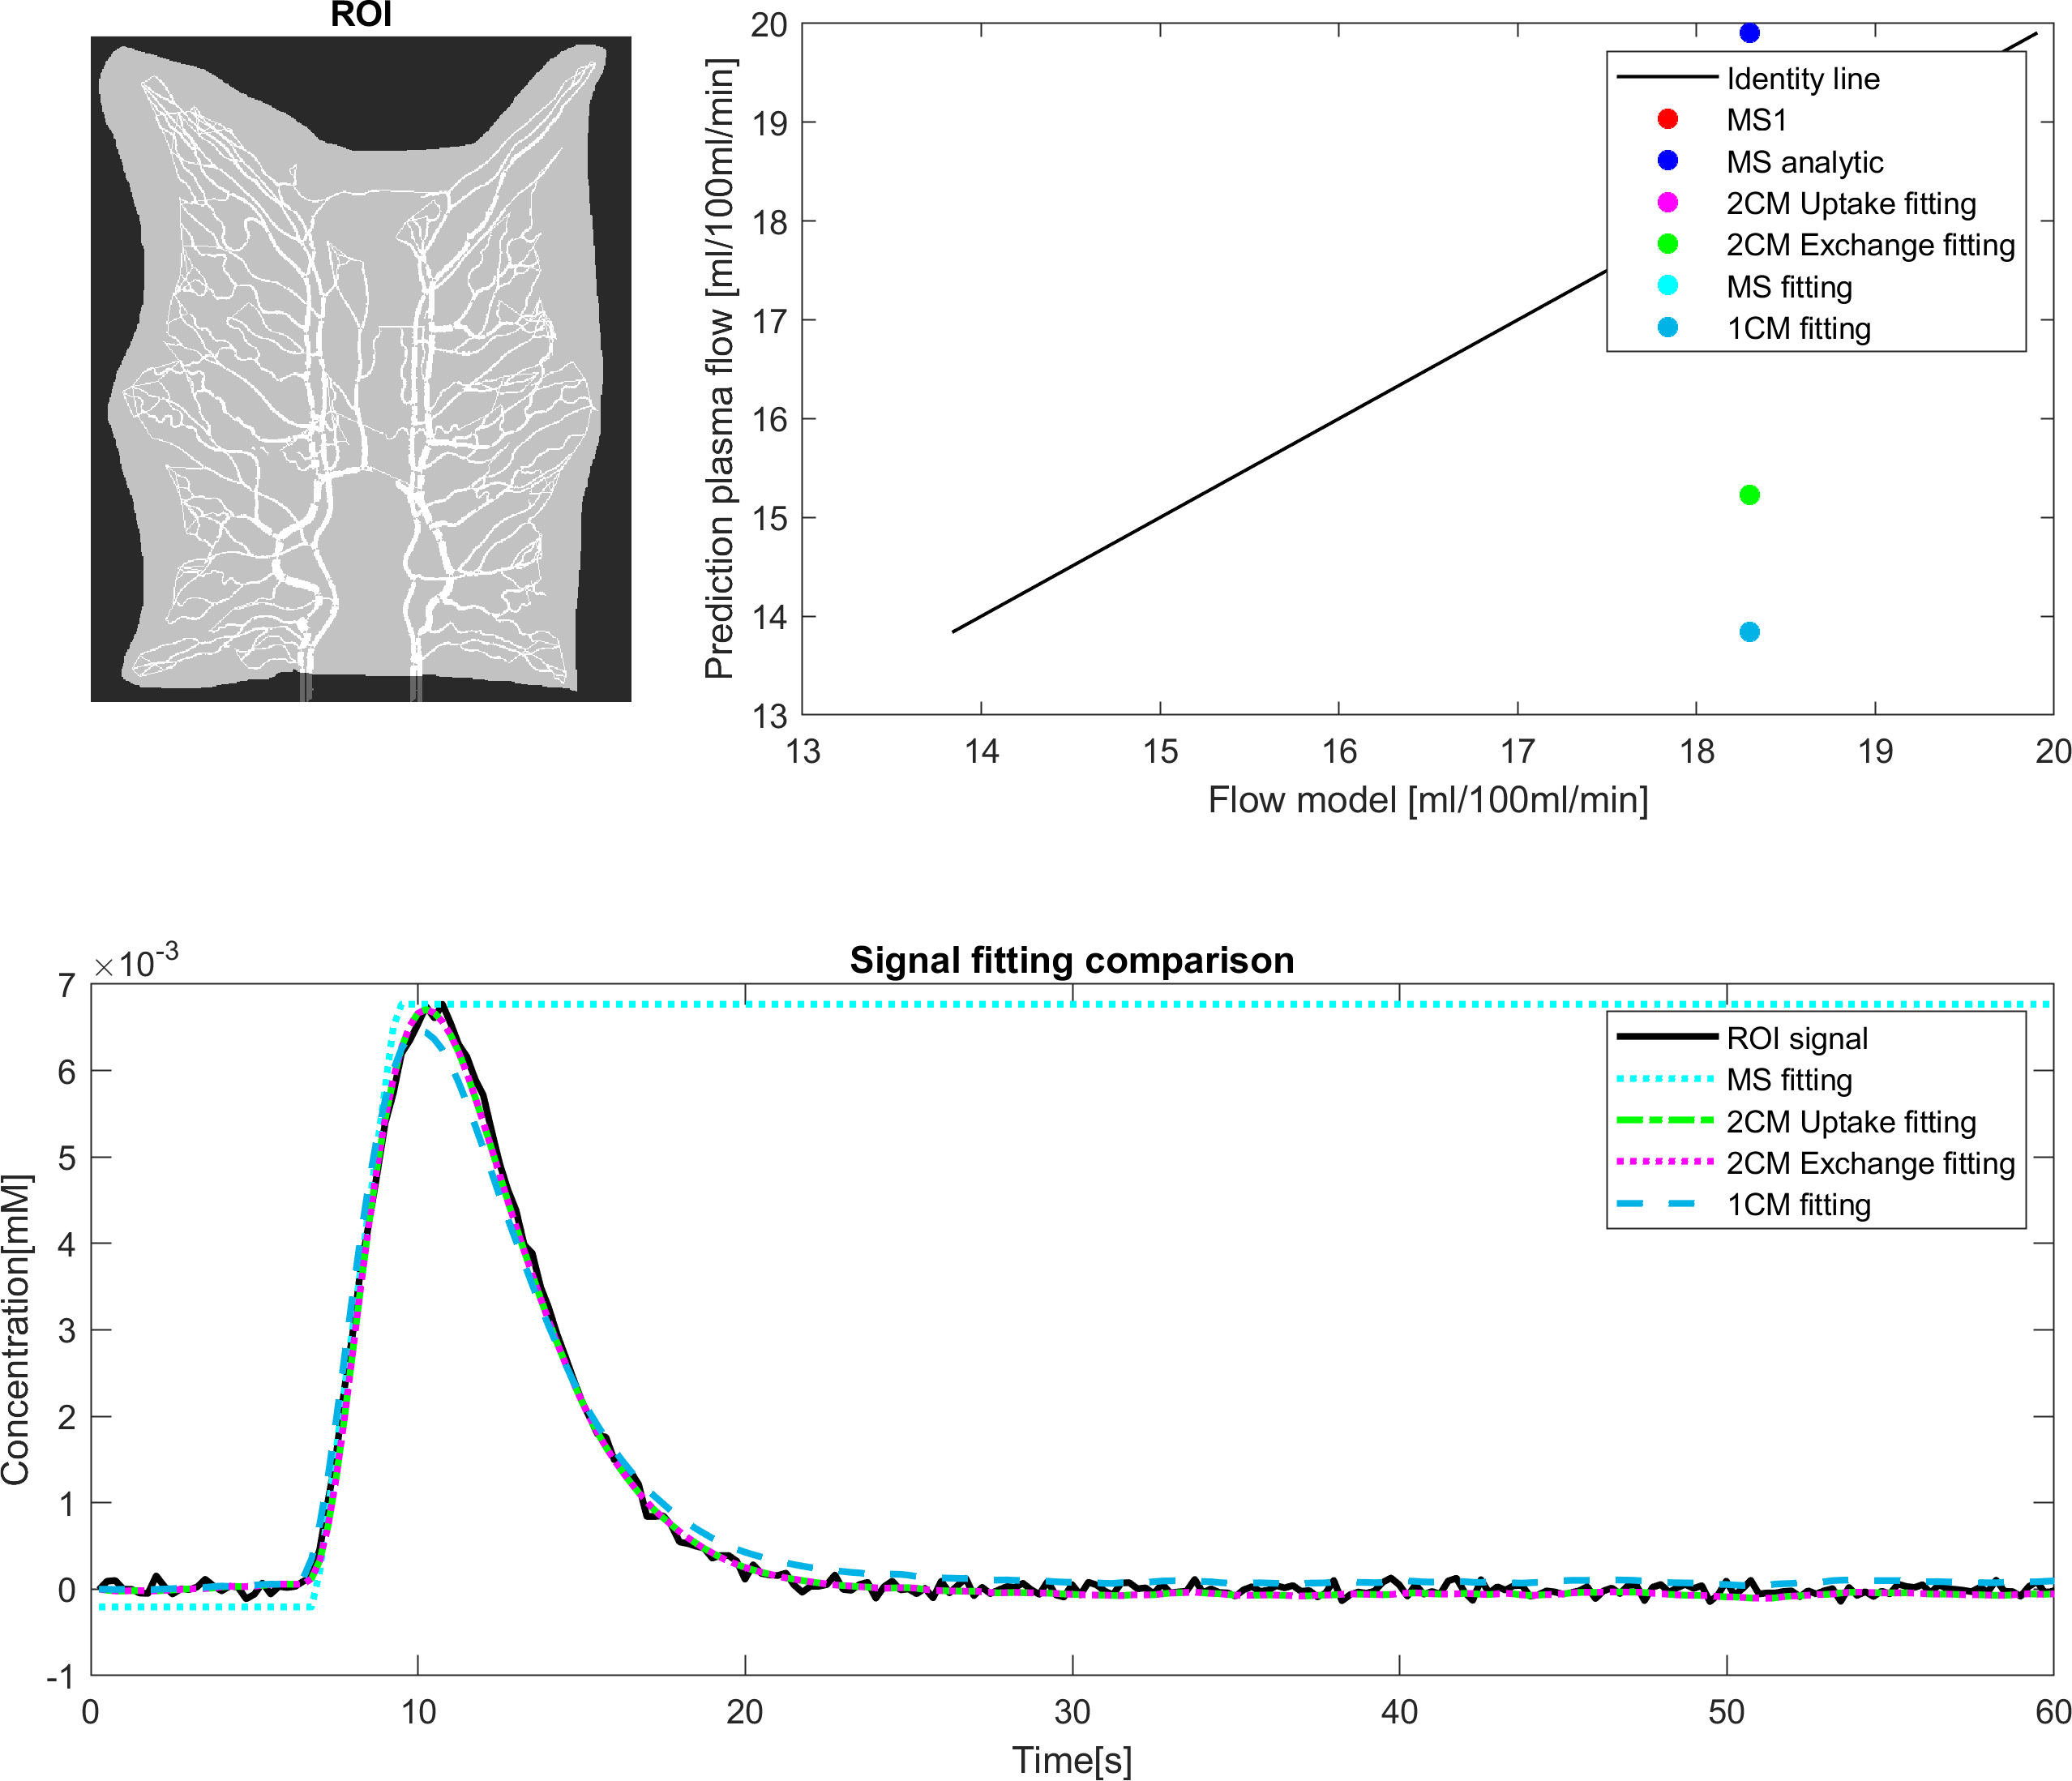 ROI
Prediction plasma flow [ml/100ml/min]
20
19
18
17
16
15
14
13
13 14 15 16 17 18 19 20
Flow model [ml/100ml/min]
Identity line
MS1
MS analytic
2CM Uptake fitting
2CM Exchange fitting
MS fitting
1CM fitting
Signal fitting comparison
×10-3
Concentration[mM]
7
6
5
4
3
2
1
0
-1
0 10 20 30 40 50 60
Time[s]
ROI signal
MS fitting
2CM Uptake fitting
2CM Exchange fitting
1CM fitting